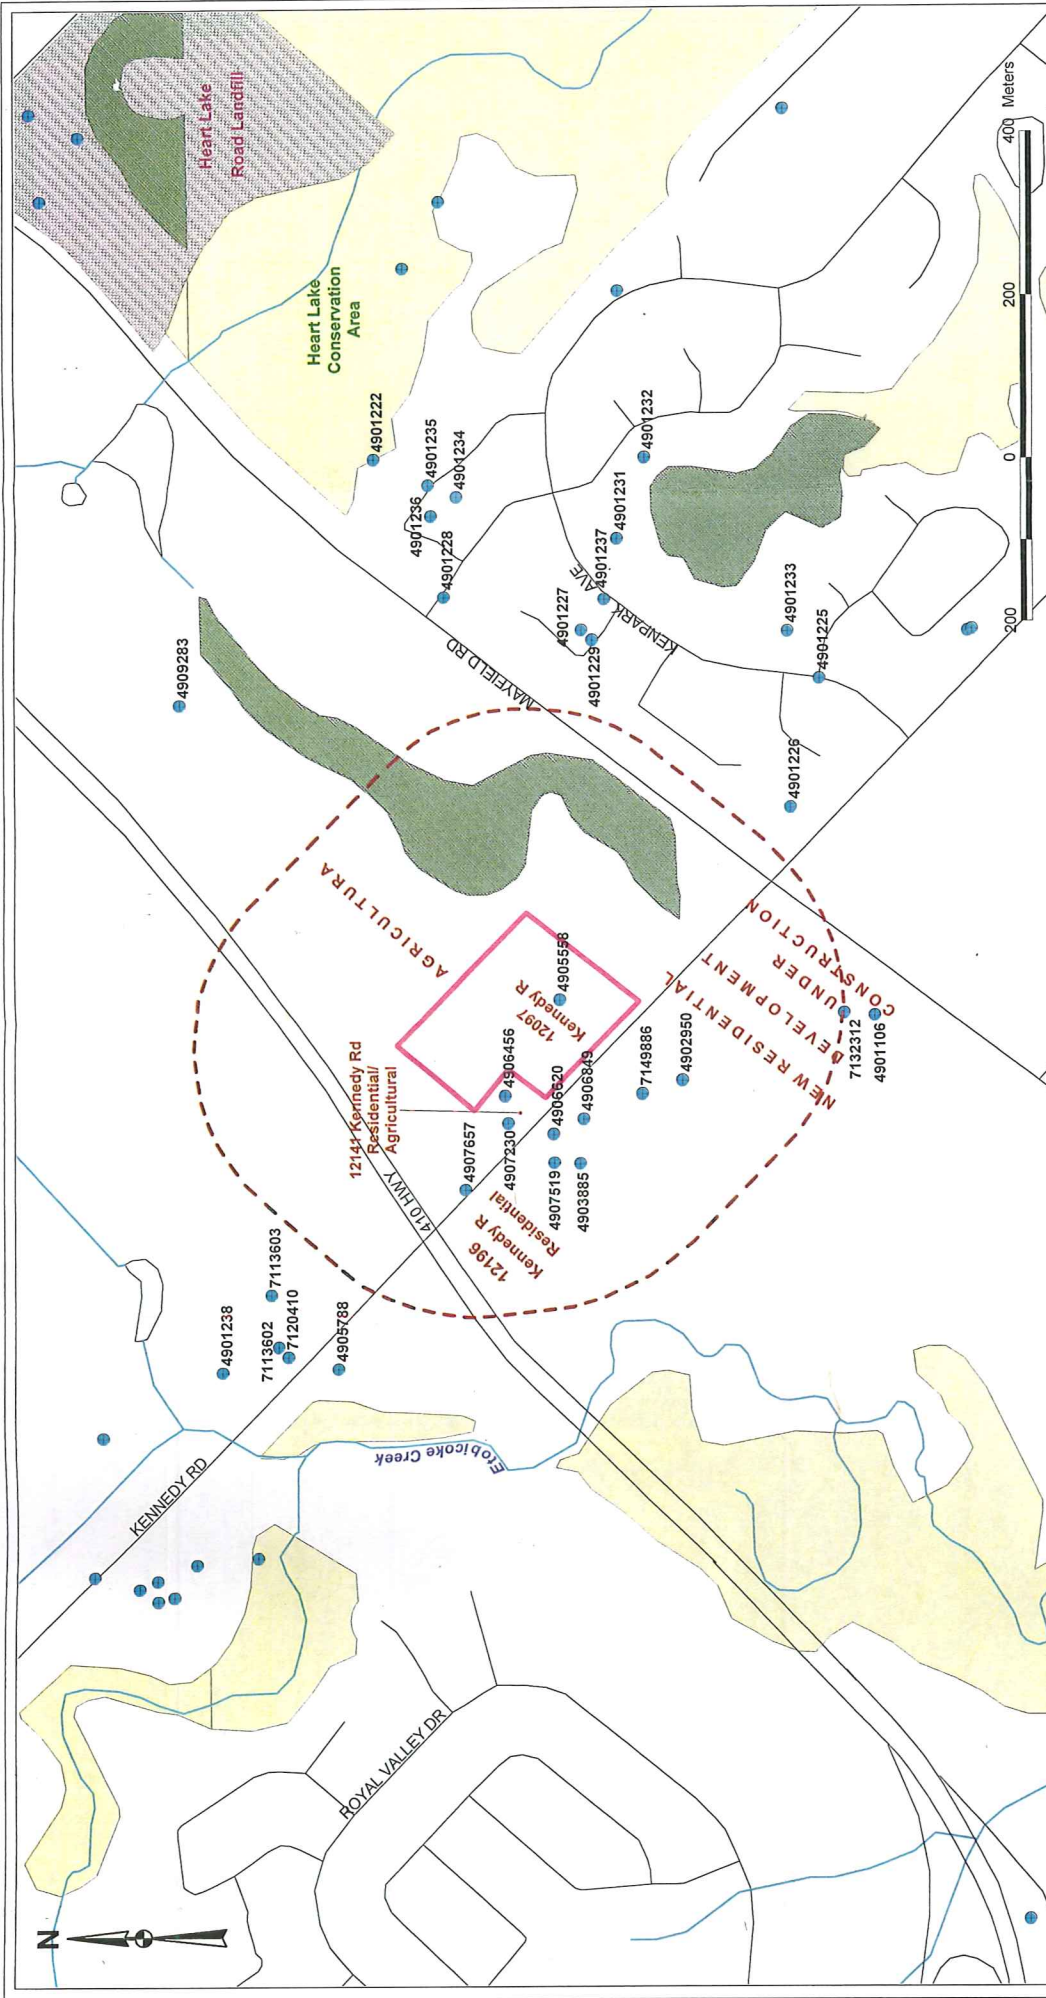 Heart Lake
Road Landfill
Heart Lake
Conservation
Area
4901222
4901235
4901234
4901236
4901228
4909283
MAYFIELD RD
4901232
4901231
4901237
4901227
4901229
KENPARK AVE
4901233
4901225
4901226
400 Meters
200
0
200
AGRICULTURA
4905558
12097
Kennedy R
4906456
12141 Kennedy Rd
Residential/
Agricultural
4907657
4907230
4906620
4906849
4907519
4903885
7149886
4902950
NEW RESIDENTIAL
DEVELOPMENT
UNDER
CONSTRUCTION
7132312
4901106
12196
Kennedy R
Residential
410 HWY
7113603
4901238
7113602
7120410
4905788
Etobicoke Creek
KENNEDY RD
ROYAL VALLEY DR
N